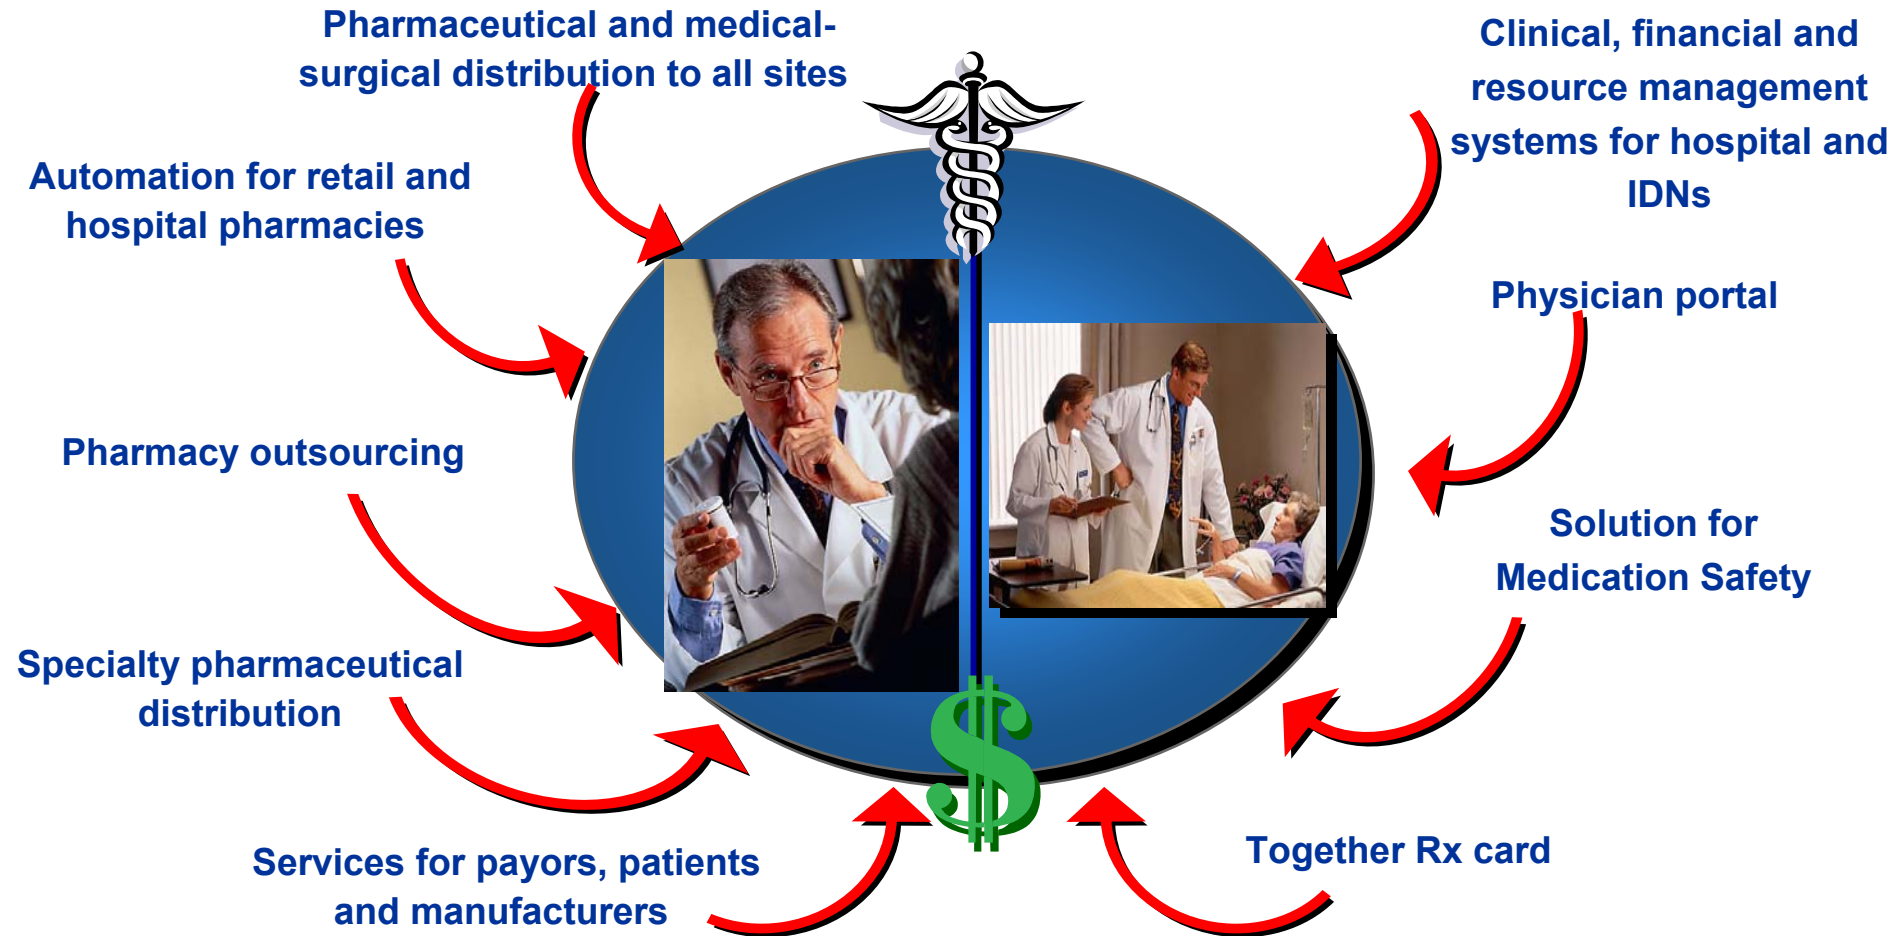 Pharmaceutical and medical-
surgical distribution to all sites
Automation for retail and
hospital pharmacies
Pharmacy outsourcing
Specialty pharmaceutical
distribution
Services for payors, patients
and manufacturers
Clinical, financial and
resource management
systems for hospital and
IDNs
Physician portal
Solution for
Medication Safety
Together Rx card
$